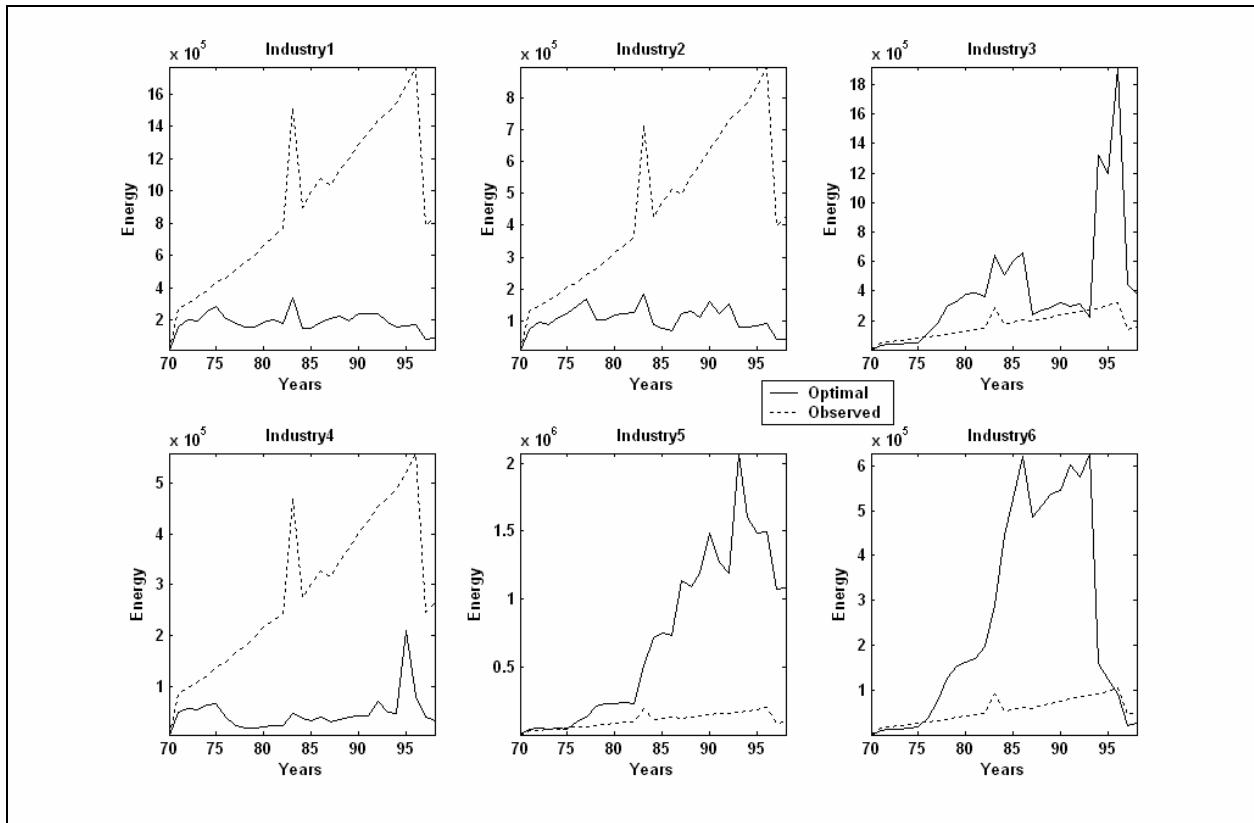 x 10^5
Industry1
Energy
16
14
12
10
8
6
4
2
70 75 80 85 90 95
Years
x 10^5
Industry2
Energy
8
7
6
5
4
3
2
1
70 75 80 85 90 95
Years
x 10^5
Industry3
Energy
18
16
14
12
10
8
6
4
2
70 75 80 85 90 95
Years
Optimal
Observed
x 10^5
Industry4
Energy
5
4
3
2
1
70 75 80 85 90 95
Years
x 10^6
Industry5
Energy
2
1.5
1
0.5
70 75 80 85 90 95
Years
x 10^5
Industry6
Energy
6
5
4
3
2
1
70 75 80 85 90 95
Years